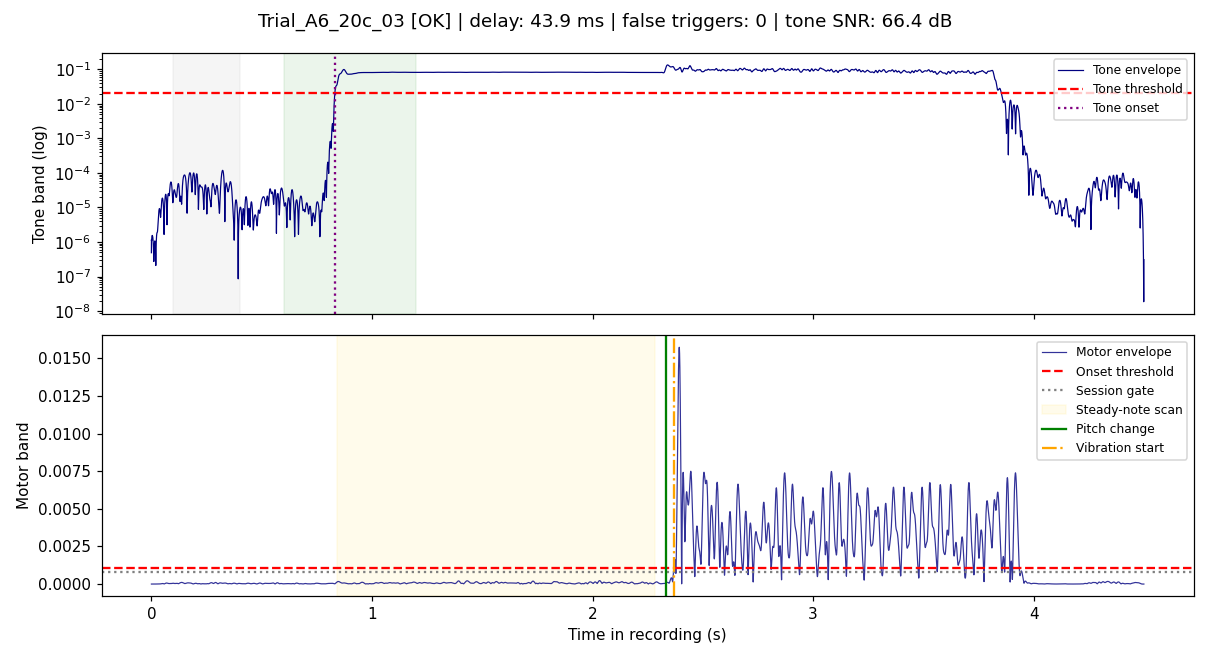 Trial_A6_20c_03 [OK] | delay: 43.9 ms | false triggers: 0 | tone SNR: 66.4 dB
Tone band (log)
10⁻¹
10⁻²
10⁻³
10⁻⁴
10⁻⁵
10⁻⁶
10⁻⁷
10⁻⁸
Tone envelope
Tone threshold
Tone onset
Motor band
0.0150
0.0125
0.0100
0.0075
0.0050
0.0025
0.0000
Motor envelope
Onset threshold
Session gate
Steady-note scan
Pitch change
Vibration start
0 1 2 3 4
Time in recording (s)